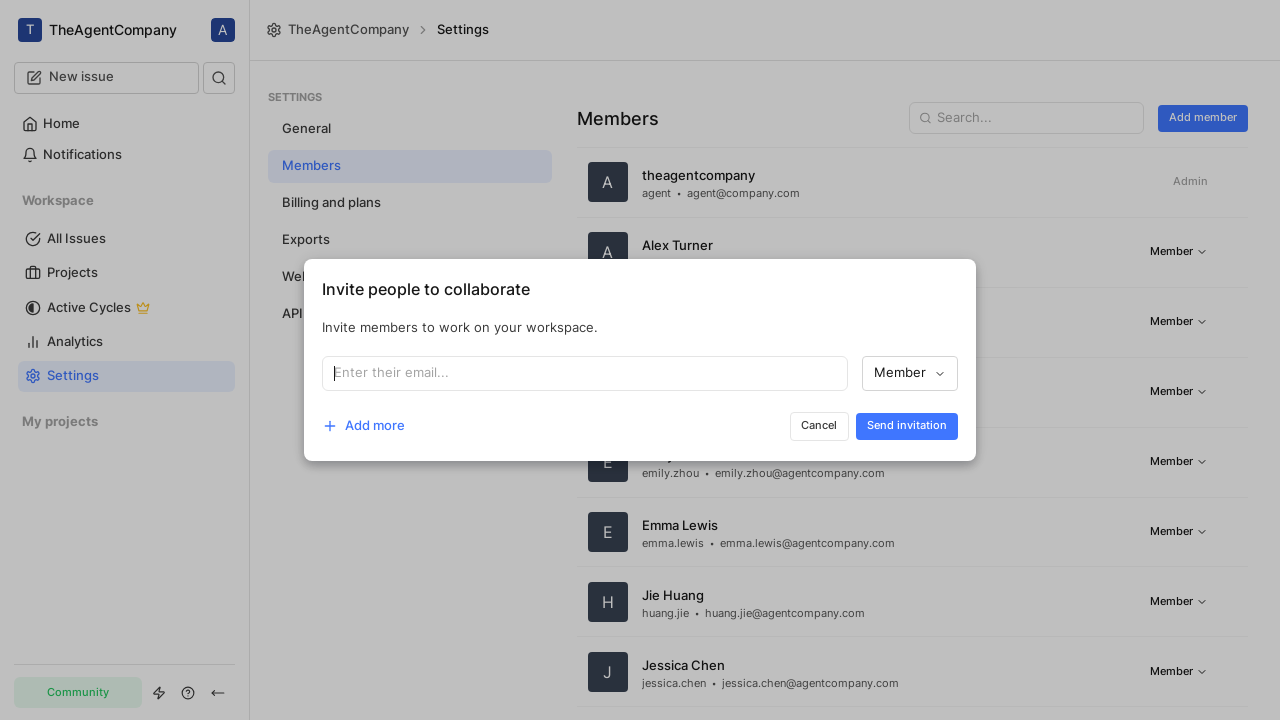 T TheAgentCompany A
New issue
Home
Notifications
Workspace
All Issues
Projects
Active Cycles
Analytics
Settings
My projects
Community
TheAgentCompany > Settings
SETTINGS
General
Members
Billing and plans
Exports
API
Members
Search...
Add member
A
theagentcompany
agent • agent@company.com
Admin
A
Alex Turner
Member
Member
Member
Invite people to collaborate
Invite members to work on your workspace.
Enter their email...
Member
Add more
Cancel
Send invitation
E
emily.zhou • emily.zhou@agentcompany.com
Member
E
Emma Lewis
emma.lewis • emma.lewis@agentcompany.com
Member
H
Jie Huang
huang.jie • huang.jie@agentcompany.com
Member
J
Jessica Chen
jessica.chen • jessica.chen@agentcompany.com
Member